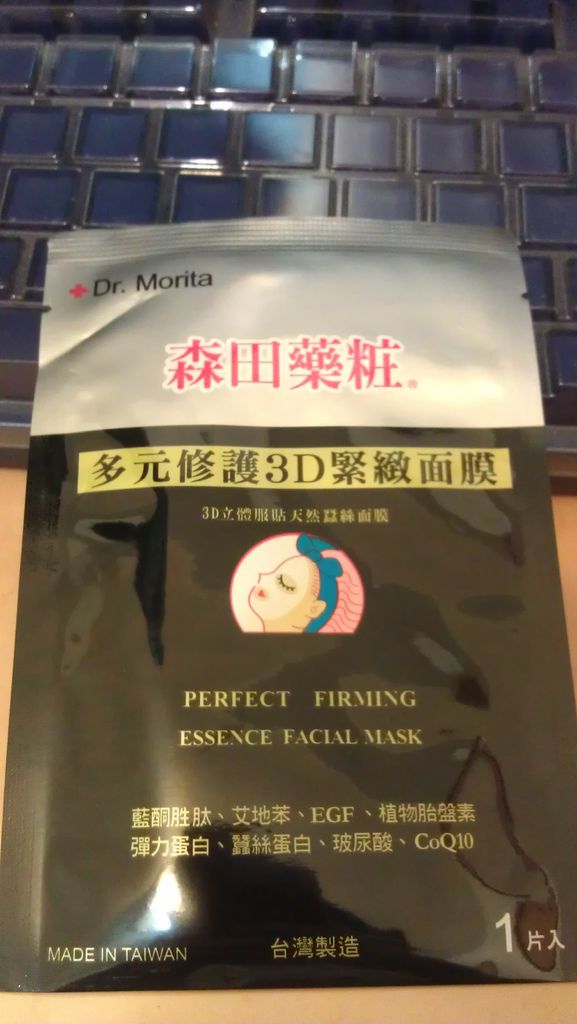 Dr. Morita
森田藥粧®
多元修護3D緊緻面膜
3D立體服貼天然蠶絲面膜
PERFECT FIRMING
ESSENCE FACIAL MASK
藍酮胜肽、艾地苯、EGF、植物胎盤素
彈力蛋白、蠶絲蛋白、玻尿酸、CoQ10
MADE IN TAIWAN 台灣製造 1片入